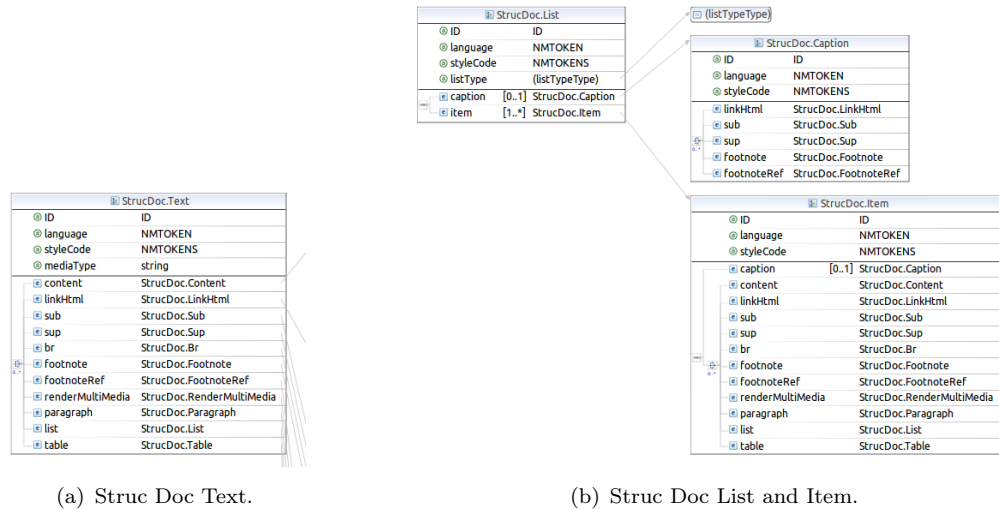 StrucDoc.List
ID ID
language NMTOKEN
styleCode NMTOKENS
listType (listTypeType)
caption [0..1] StrucDoc.Caption
item [1..*] StrucDoc.Item
(listTypeType)
StrucDoc.Caption
ID ID
language NMTOKEN
styleCode NMTOKENS
linkHtml StrucDoc.LinkHtml
sub StrucDoc.Sub
sup StrucDoc.Sup
0..*
footnote StrucDoc.Footnote
footnoteRef StrucDoc.FootnoteRef
StrucDoc.Text
ID ID
language NMTOKEN
styleCode NMTOKENS
mediaType string
content StrucDoc.Content
linkHtml StrucDoc.LinkHtml
sub StrucDoc.Sub
sup StrucDoc.Sup
br StrucDoc.Br
footnote StrucDoc.Footnote
0..*
footnoteRef StrucDoc.FootnoteRef
renderMultiMedia StrucDoc.RenderMultiMedia
paragraph StrucDoc.Paragraph
list StrucDoc.List
table StrucDoc.Table
StrucDoc.Item
ID ID
language NMTOKEN
styleCode NMTOKENS
caption [0..1] StrucDoc.Caption
content StrucDoc.Content
linkHtml StrucDoc.LinkHtml
sub StrucDoc.Sub
sup StrucDoc.Sup
br StrucDoc.Br
footnote StrucDoc.Footnote
0..*
footnoteRef StrucDoc.FootnoteRef
renderMultiMedia StrucDoc.RenderMultiMedia
paragraph StrucDoc.Paragraph
list StrucDoc.List
table StrucDoc.Table
(a) Struc Doc Text.
(b) Struc Doc List and Item.